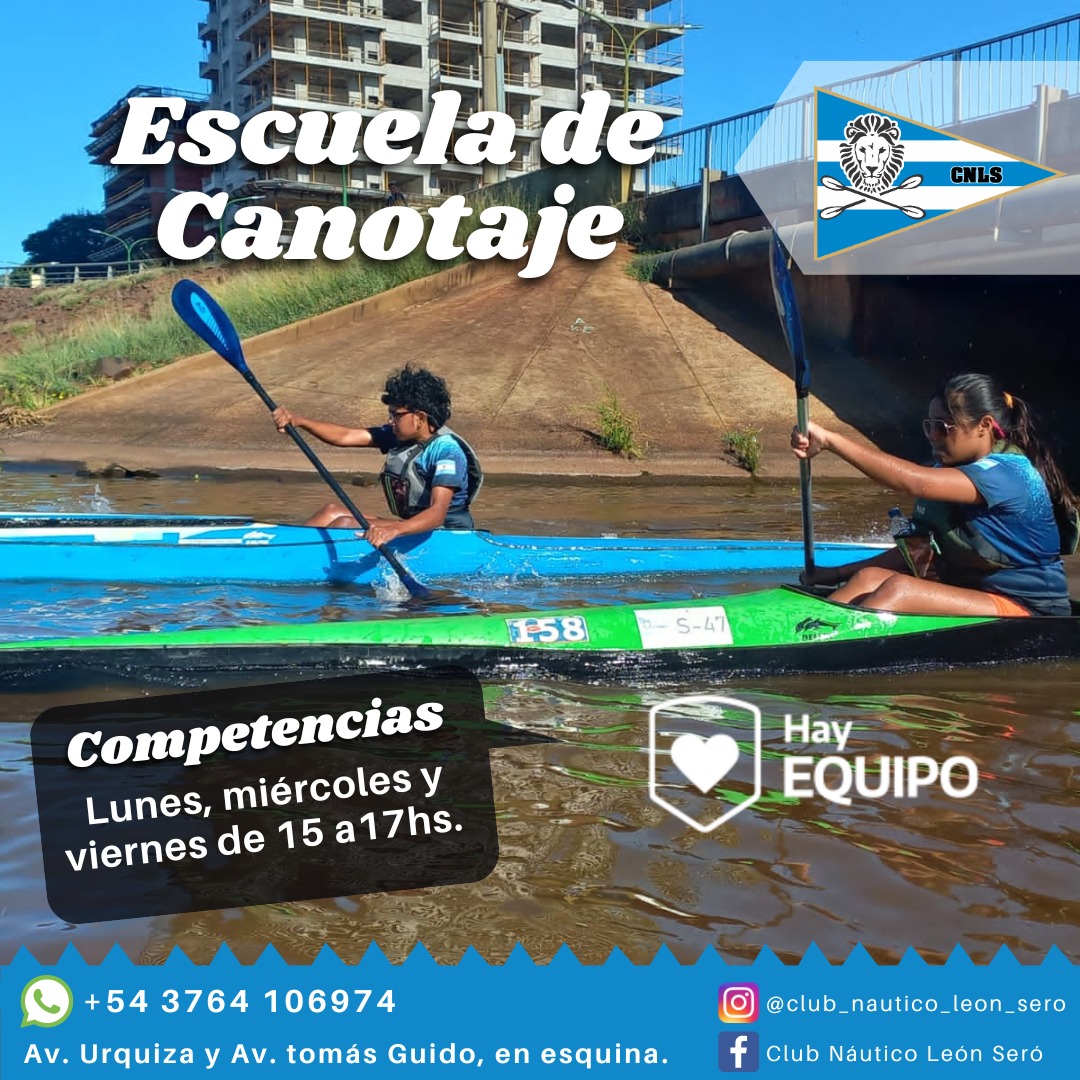 Escuela de
Canotaje
CNLS
158
S-47
Competencias
Lunes, miércoles y
viernes de 15 a17hs.
Hay
EQUIPO
+54 3764 106974
Av. Urquiza y Av. tomás Guido, en esquina.
@club_nautico_leon_sero
Club Náutico León Seró